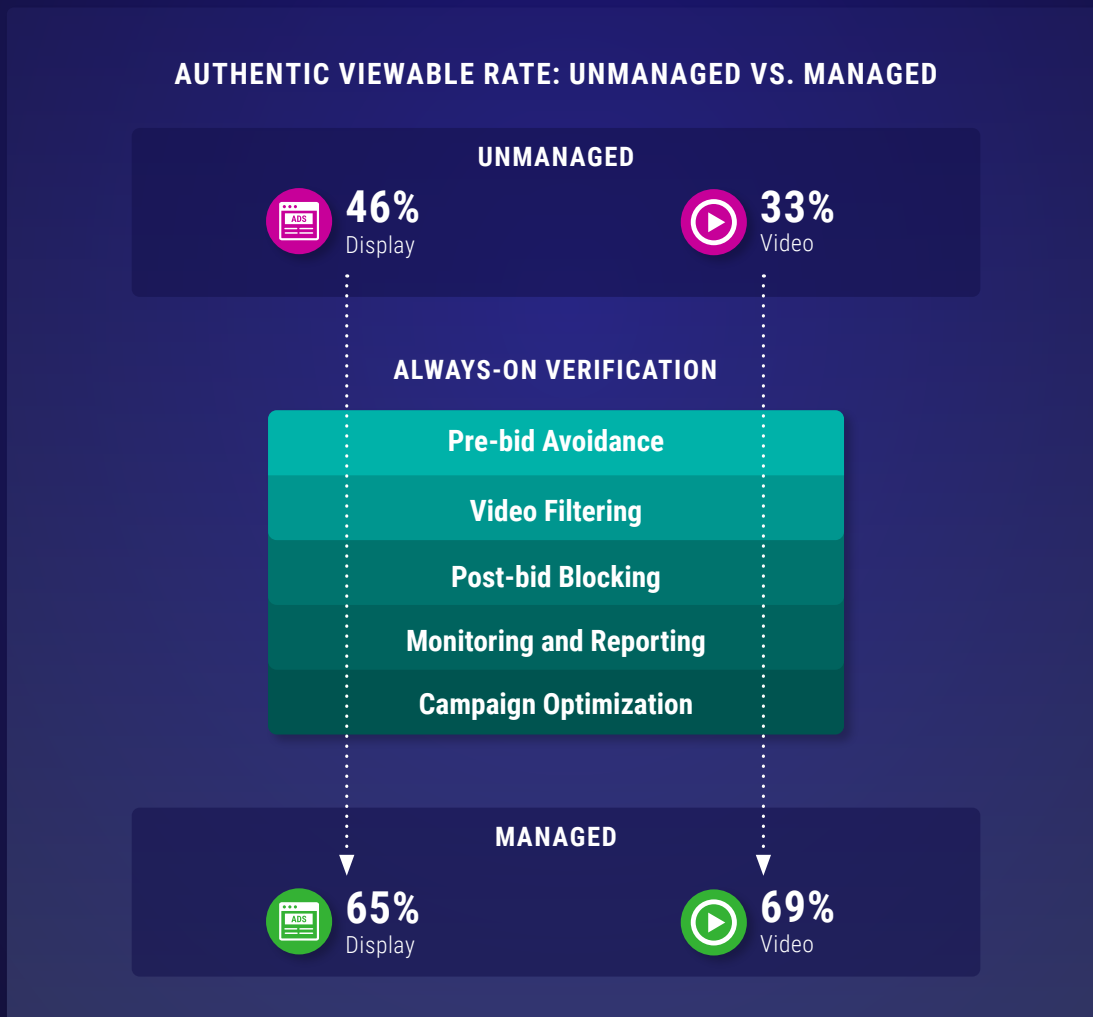 AUTHENTIC VIEWABLE RATE: UNMANAGED VS. MANAGED
UNMANAGED
ADS
46%
Display
33%
Video
ALWAYS-ON VERIFICATION
Pre-bid Avoidance
Video Filtering
Post-bid Blocking
Monitoring and Reporting
Campaign Optimization
MANAGED
ADS
65%
Display
69%
Video